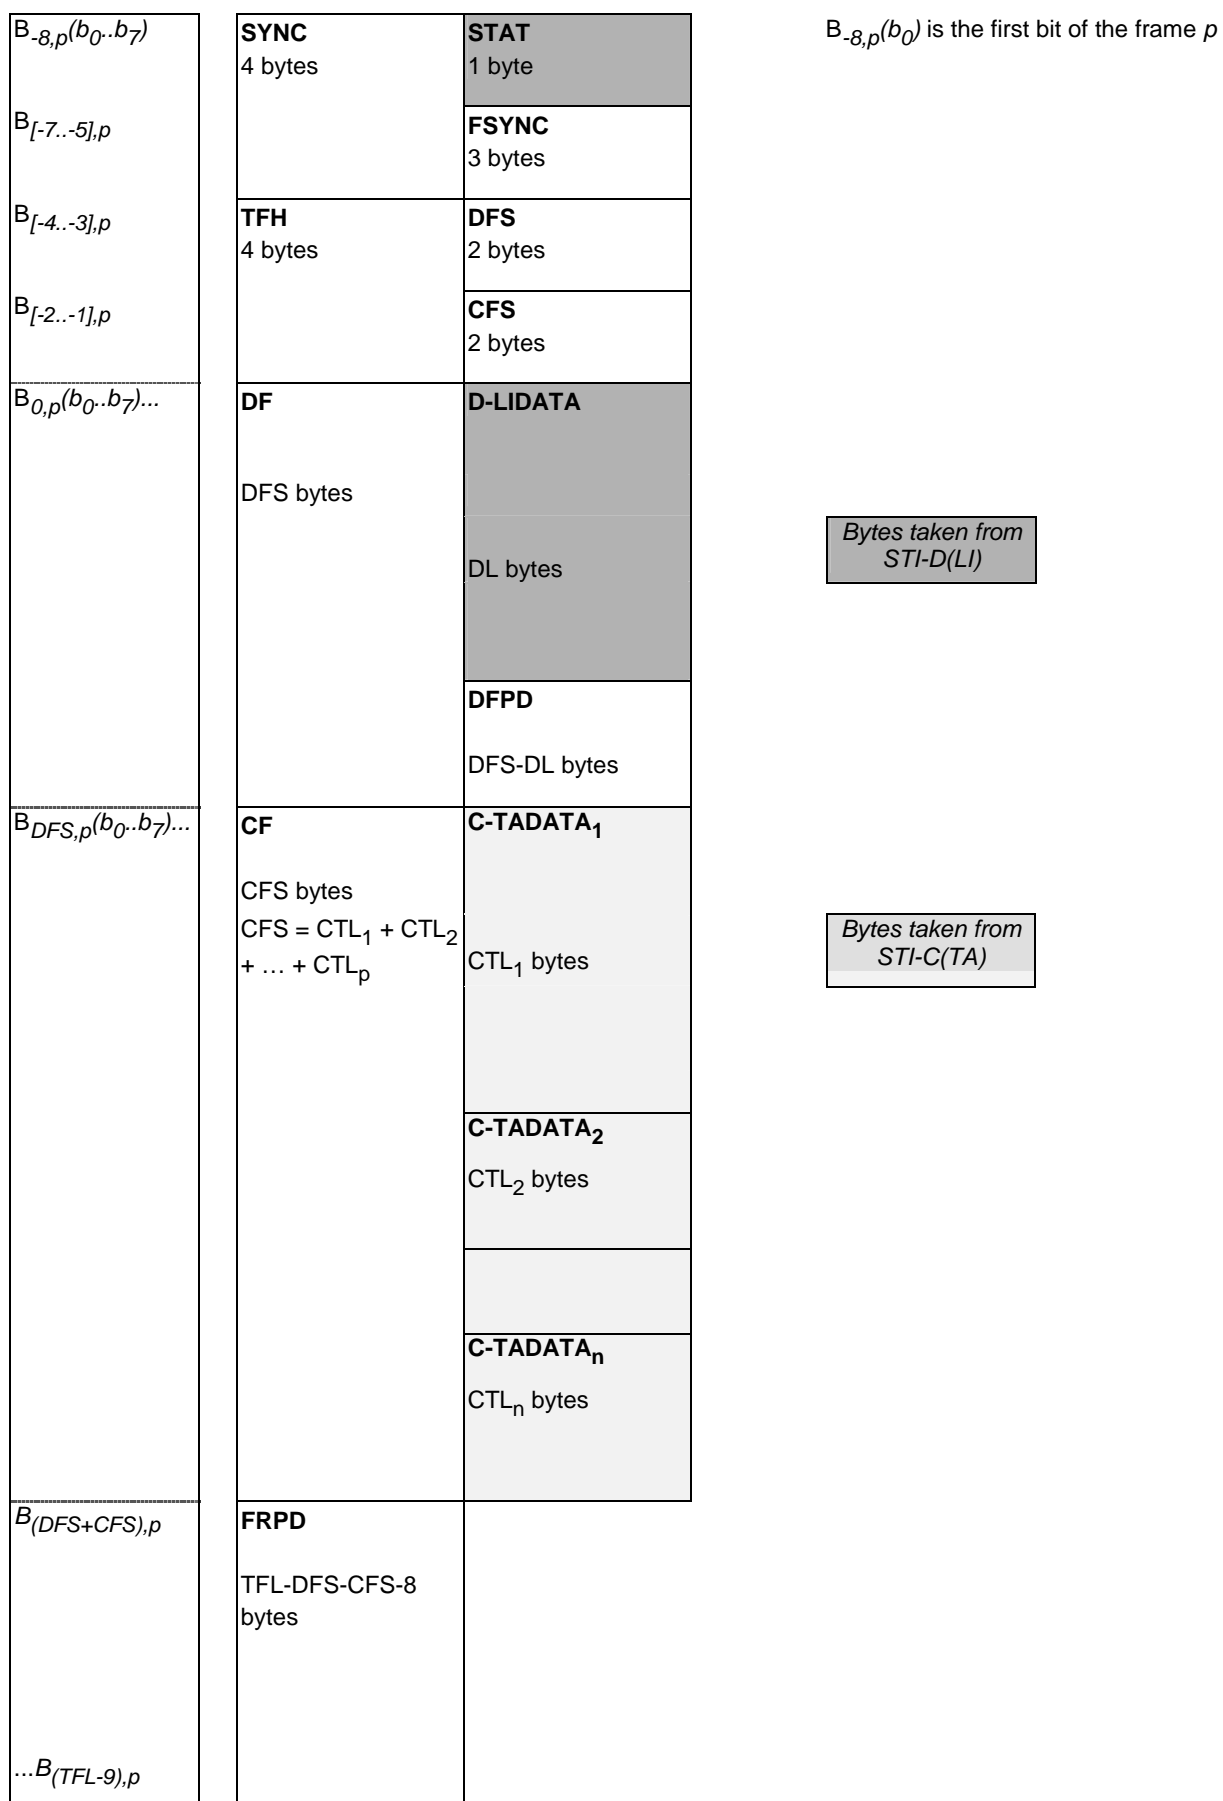 B-8,p(b0..b7) SYNC STAT B-8,p(b0) is the first bit of the frame p
4 bytes 1 byte
B[-7..-5],p FSYNC
3 bytes
B[-4..-3],p TFH DFS
4 bytes 2 bytes
B[-2..-1],p CFS
2 bytes
B0,p(b0..b7)... DF D-LIDATA
DFS bytes
Bytes taken from
STI-D(LI)
DL bytes
DFPD
DFS-DL bytes
BDFS,p(b0..b7)... CF C-TADATA1
CFS bytes
CFS = CTL1 + CTL2
+ … + CTLp
CTL1 bytes
Bytes taken from
STI-C(TA)
C-TADATA2
CTL2 bytes
C-TADATAn
CTLn bytes
B(DFS+CFS),p FRPD
TFL-DFS-CFS-8
bytes
...B(TFL-9),p